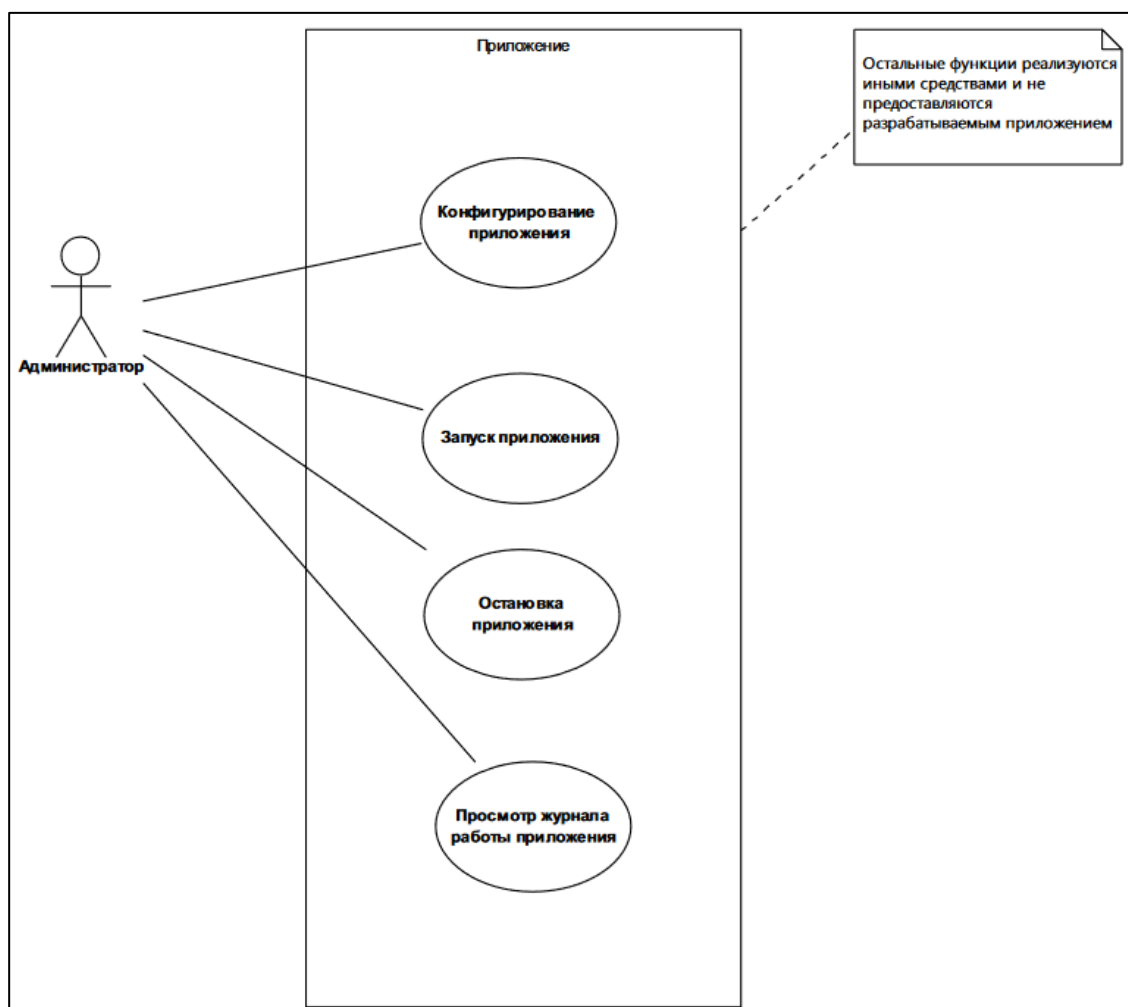 Приложение
Остальные функции реализуются
иными средствами и не
предоставляются
разрабатываемым приложением
Конфигурирование
приложения
Администратор
Запуск приложения
Остановка
приложения
Просмотр журнала
работы приложения